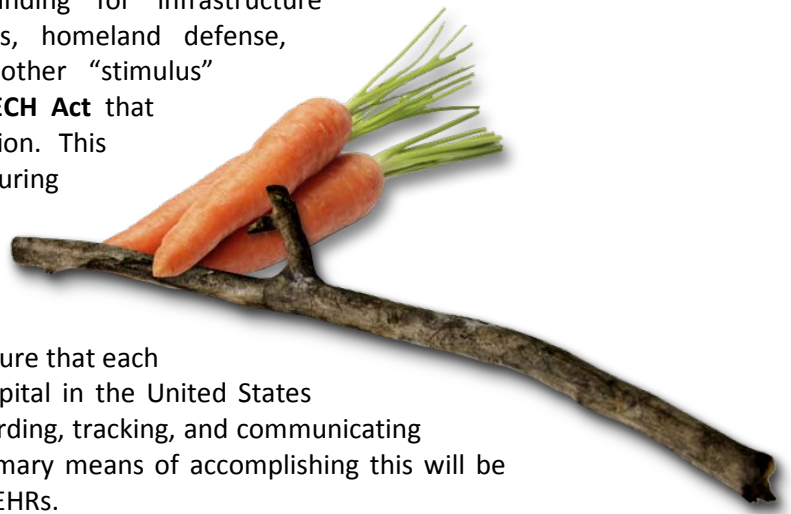 nding for infrastructure
s, homeland defense,
other “stimulus”
ECH Act that
ion. This
uring
ure that each
pital in the United States
rding, tracking, and communicating
mary means of accomplishing this will be
EHRs.